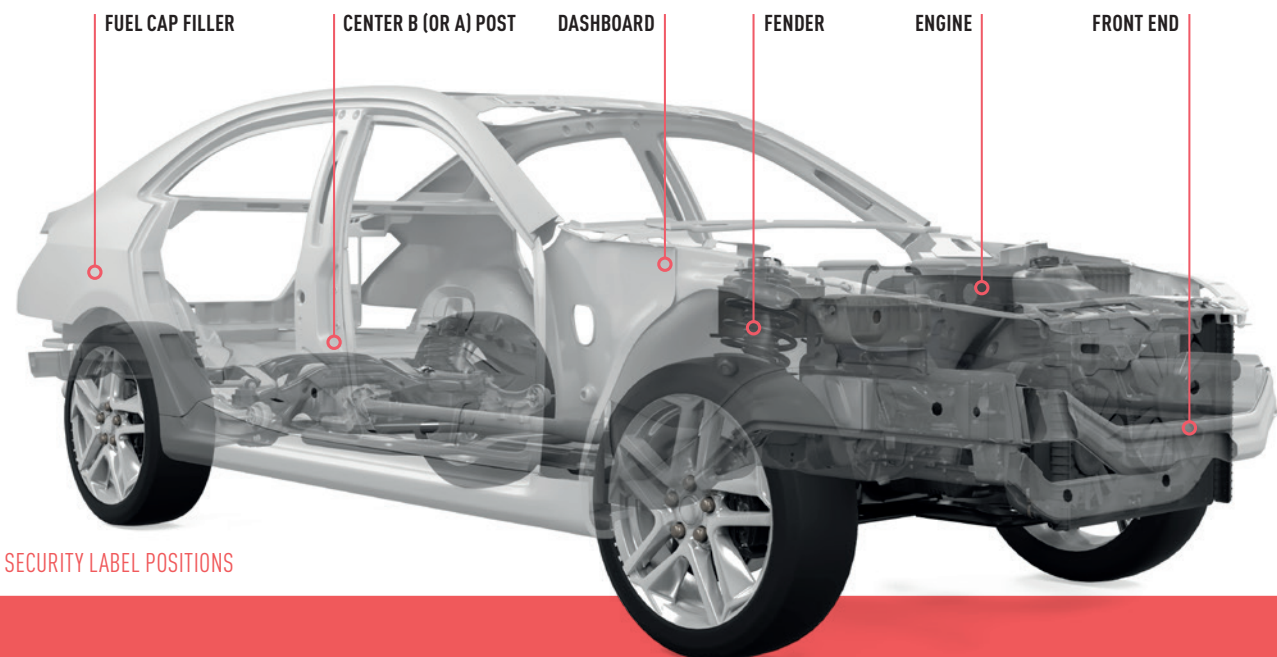 FUEL CAP FILLER
CENTER B (OR A) POST
DASHBOARD
FENDER
ENGINE
FRONT END
SECURITY LABEL POSITIONS